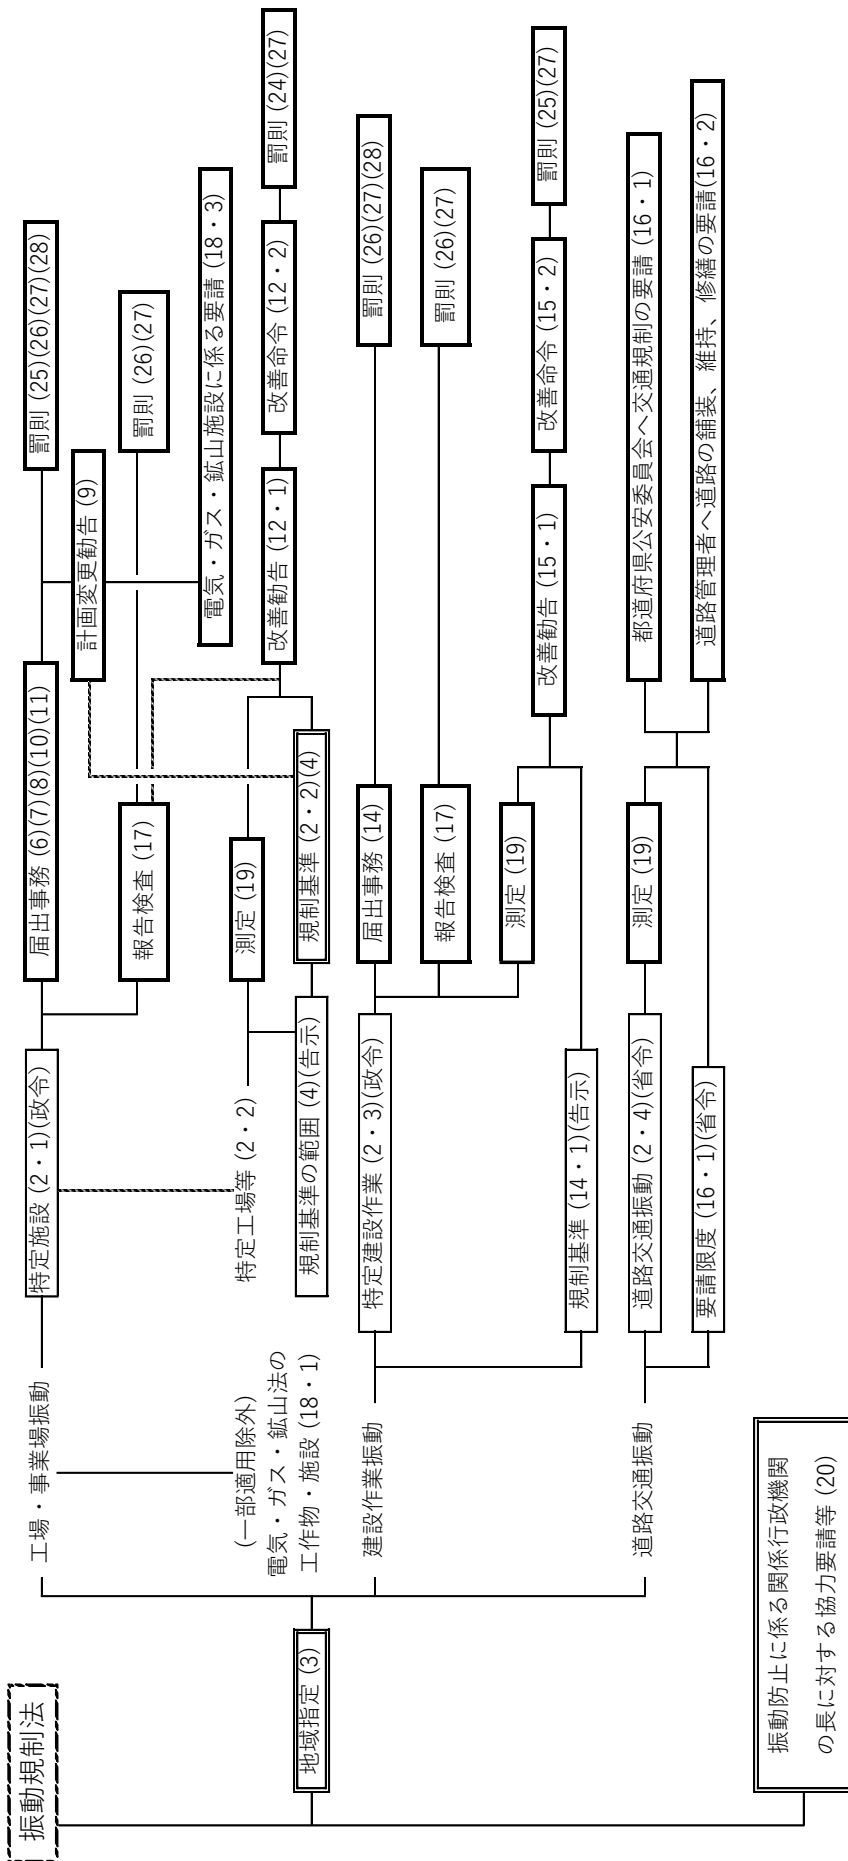 振動規制法
地域指定 (3)
振動防止に係る関係行政機関
の長に対する協力要請等 (20)
工場・事業場振動
(一部適用除外)
電気・ガス・鉱山法の
工作物・施設 (18・1)
特定施設 (2・1)(政令)
届出事務 (6)(7)(8)(10)(11)
罰則 (25)(26)(27)(28)
計画変更勧告 (9)
報告検査 (17)
罰則 (26)(27)
電気・ガス・鉱山施設に係る要請 (18・3)
特定工場等 (2・2)
測定 (19)
規制基準の範囲 (4)(告示)
規制基準 (2・2)(4)
改善勧告 (12・1)
改善命令 (12・2)
罰則 (24)(27)
建設作業振動
特定建設作業 (2・3)(政令)
届出事務 (14)
罰則 (26)(27)(28)
報告検査 (17)
罰則 (26)(27)
測定 (19)
規制基準 (14・1)(告示)
改善勧告 (15・1)
改善命令 (15・2)
罰則 (25)(27)
道路交通振動
道路交通振動 (2・4)(省令)
測定 (19)
要請限度 (16・1)(省令)
都道府県公安委員会へ交通規制の要請 (16・1)
道路管理者へ道路の舗装、維持、修繕の要請(16・2)